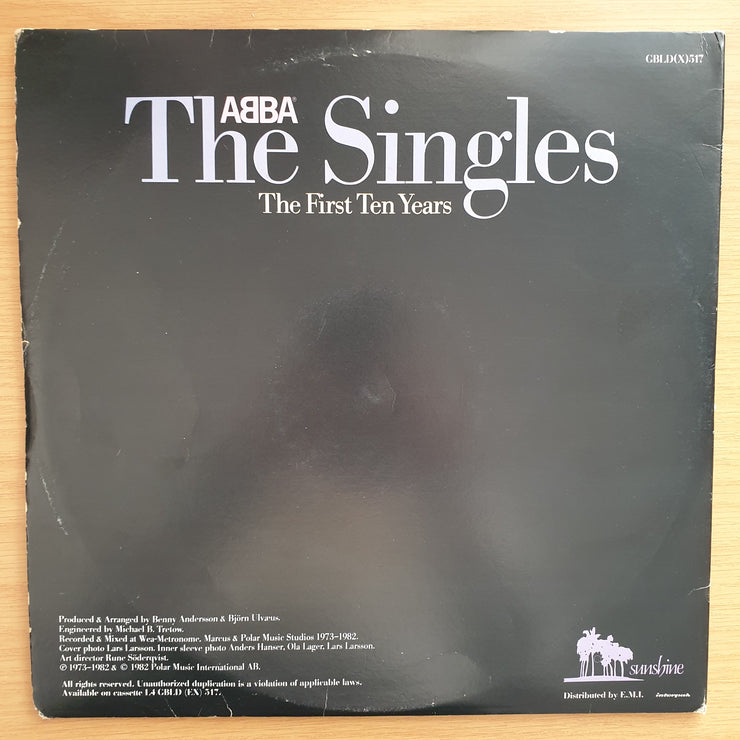 GBLD(X)517
ABBA®
The Singles
The First Ten Years
Produced & Arranged by Benny Andersson & Björn Ulvæus.
Engineered by Michael B. Tretow.
Recorded & Mixed at Wea-Metronome, Marcus & Polar Music Studios 1973–1982.
Cover photo Lars Larsson. Inner sleeve photo Anders Hanser, Ola Lager, Lars Larsson.
Art director Rune Söderqvist.
℗ 1973–1982 & © 1982 Polar Music International AB.
All rights reserved. Unauthorized duplication is a violation of applicable laws.
Available on cassette L4 GBLD (EX) 517.
sunshine
Distributed by E.M.I.